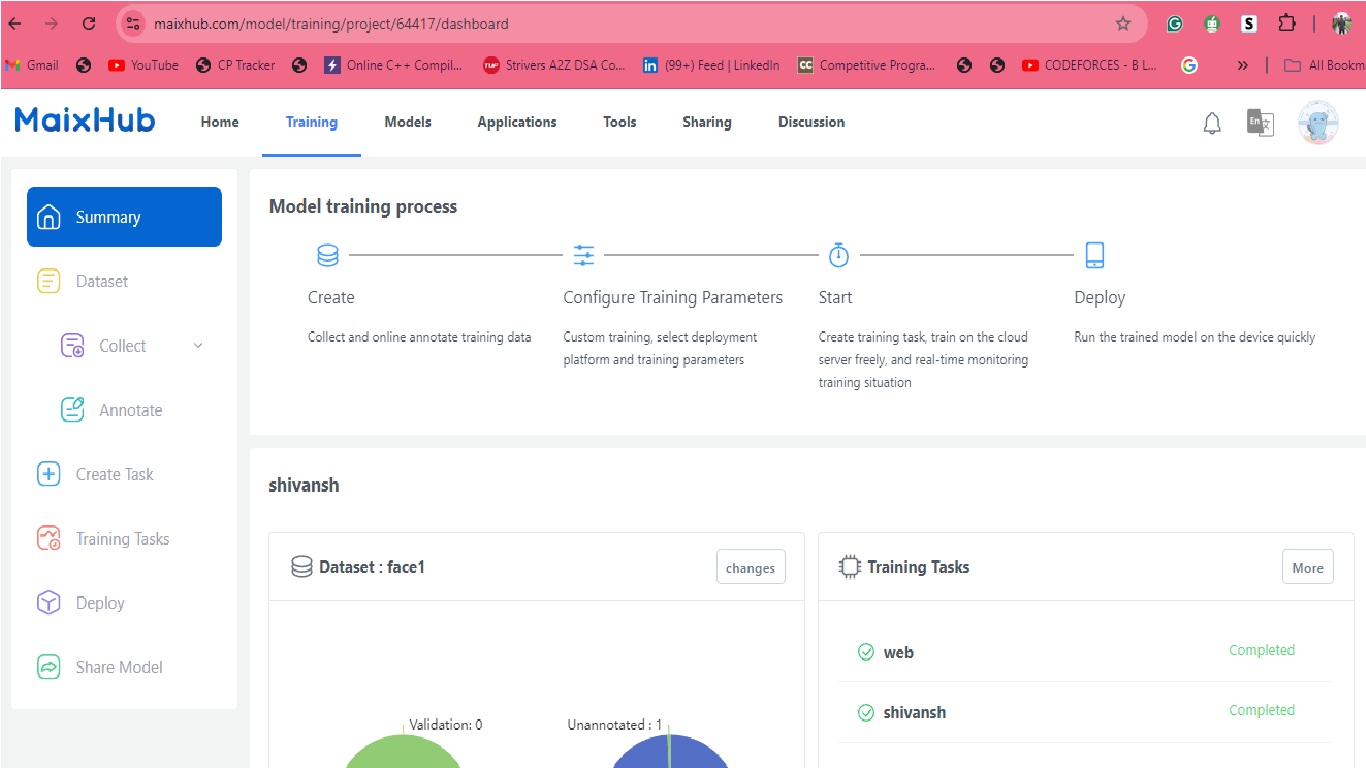 maixhub.com/model/training/project/64417/dashboard
Gmail YouTube CP Tracker Online C++ Compil... Strivers A2Z DSA Co... (99+) Feed | LinkedIn Competitive Progra... CODEFORCES - B L... » All Bookm
MaixHub Home Training Models Applications Tools Sharing Discussion
Summary
Dataset
Collect
Annotate
Create Task
Training Tasks
Deploy
Share Model
Model training process
Create
Collect and online annotate training data
Configure Training Parameters
Custom training, select deployment
platform and training parameters
Start
Create training task, train on the cloud
server freely, and real-time monitoring
training situation
Deploy
Run the trained model on the device quickly
shivansh
Dataset : face1 changes
Validation: 0 Unannotated : 1
Training Tasks More
web Completed
shivansh Completed